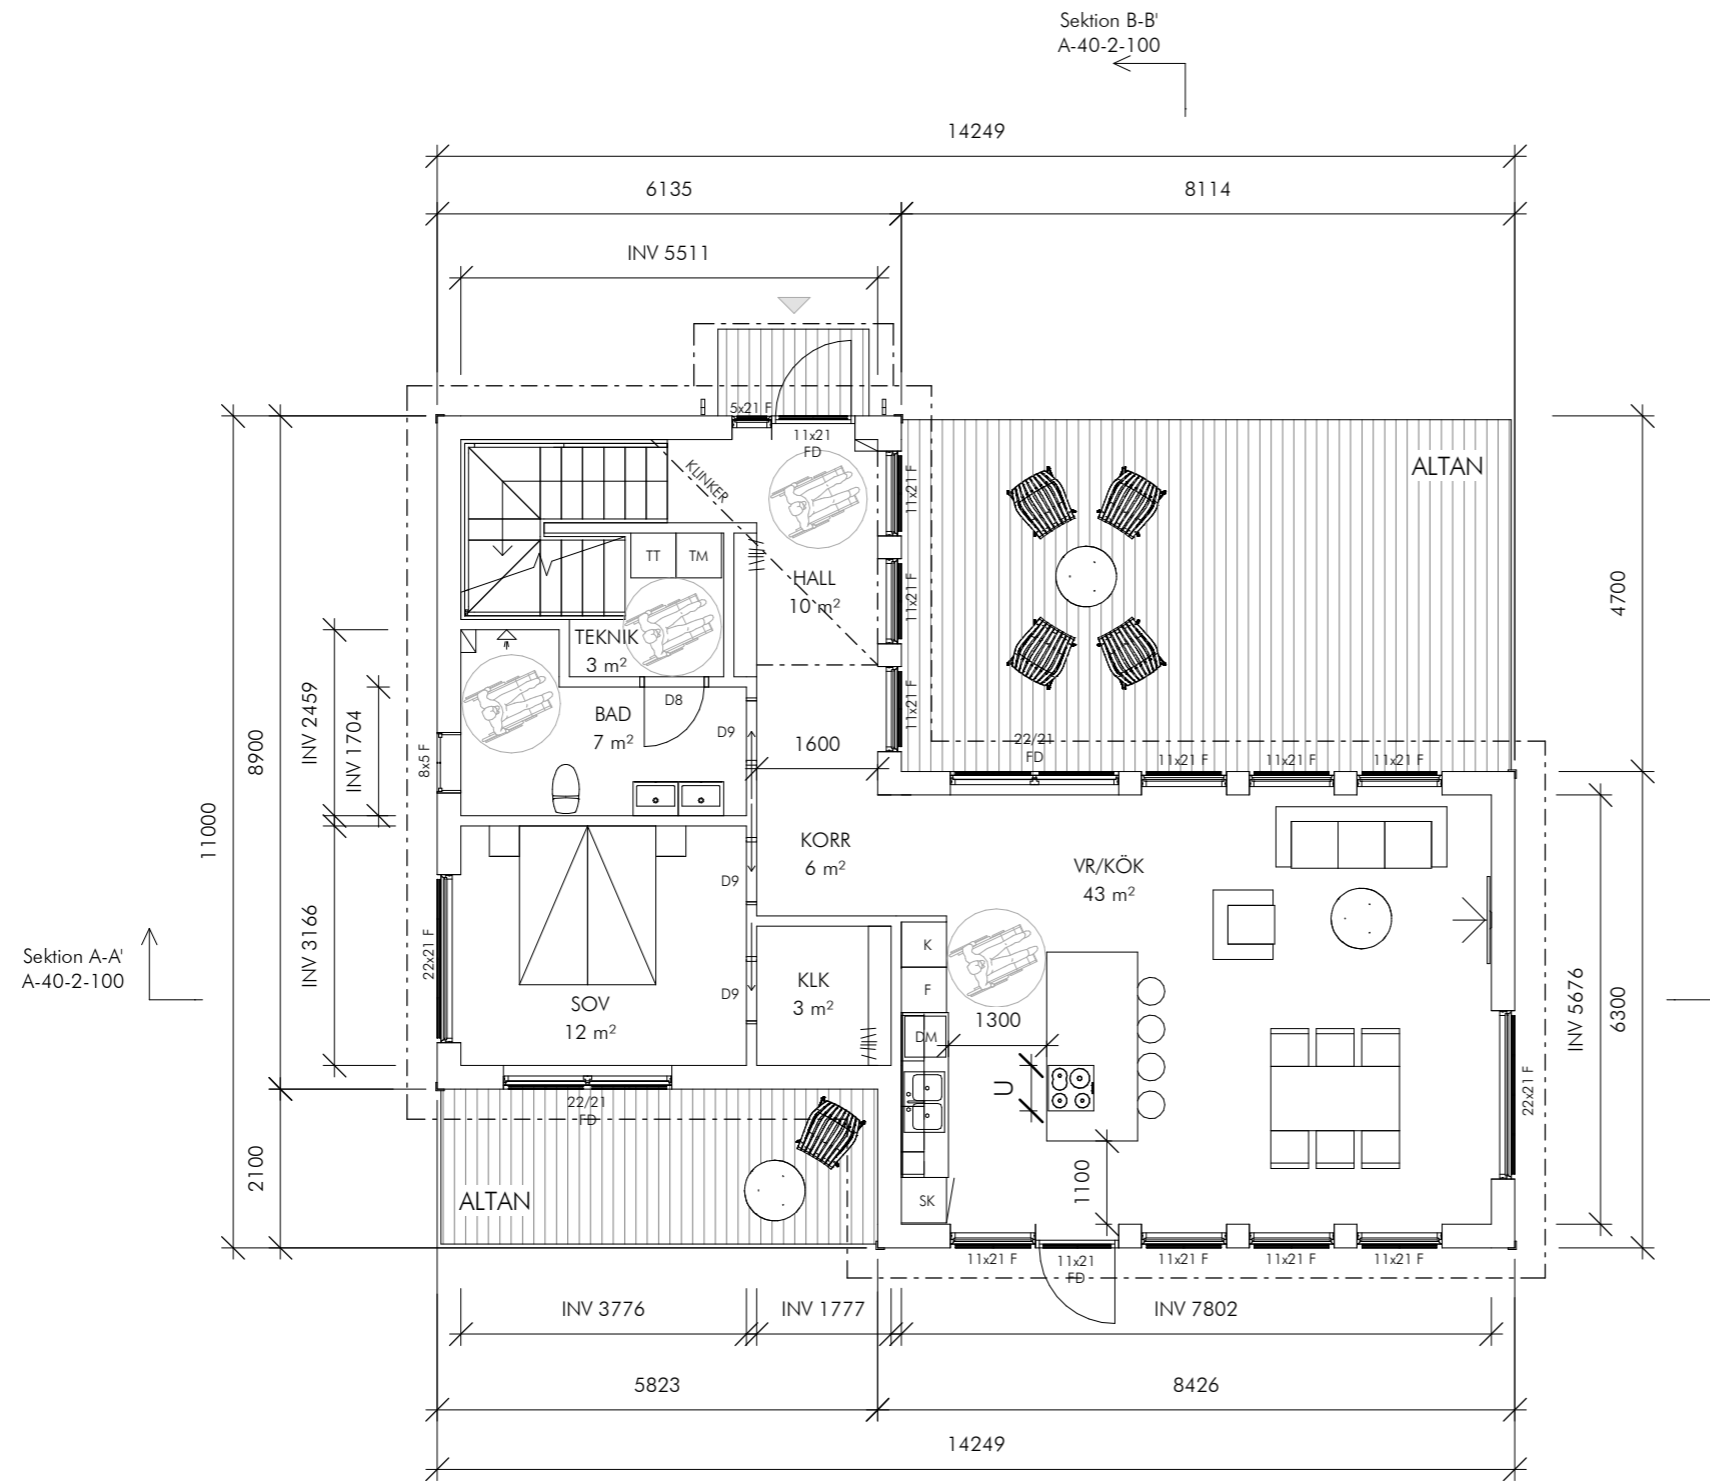 Sektion B-B'
A-40-2-100
14249
6135
8114
INV 5511
5x21 F
11x21
FD
KLINKER
11x21 F
ALTAN
TT
TM
HALL
10 m²
11x21 F
4700
TEKNIK
3 m²
INV 2459
INV 1704
8900
11000
D8
BAD
7 m²
D9
11x21 F
1600
22/21
FD
8x5 F
11x21 F
11x21 F
11x21 F
KORR
6 m²
VR/KÖK
43 m²
D9
INV 3166
Sektion A-A'
A-40-2-100
22x21 F
K
F
KLK
3 m²
D9
SOV
12 m²
1300
DM
INV 5676
6300
U
22x21 F
22/21
FD
2100
ALTAN
1100
SK
11x21 F
11x21
FD
11x21 F
11x21 F
11x21 F
INV 3776
INV 1777
INV 7802
5823
8426
14249